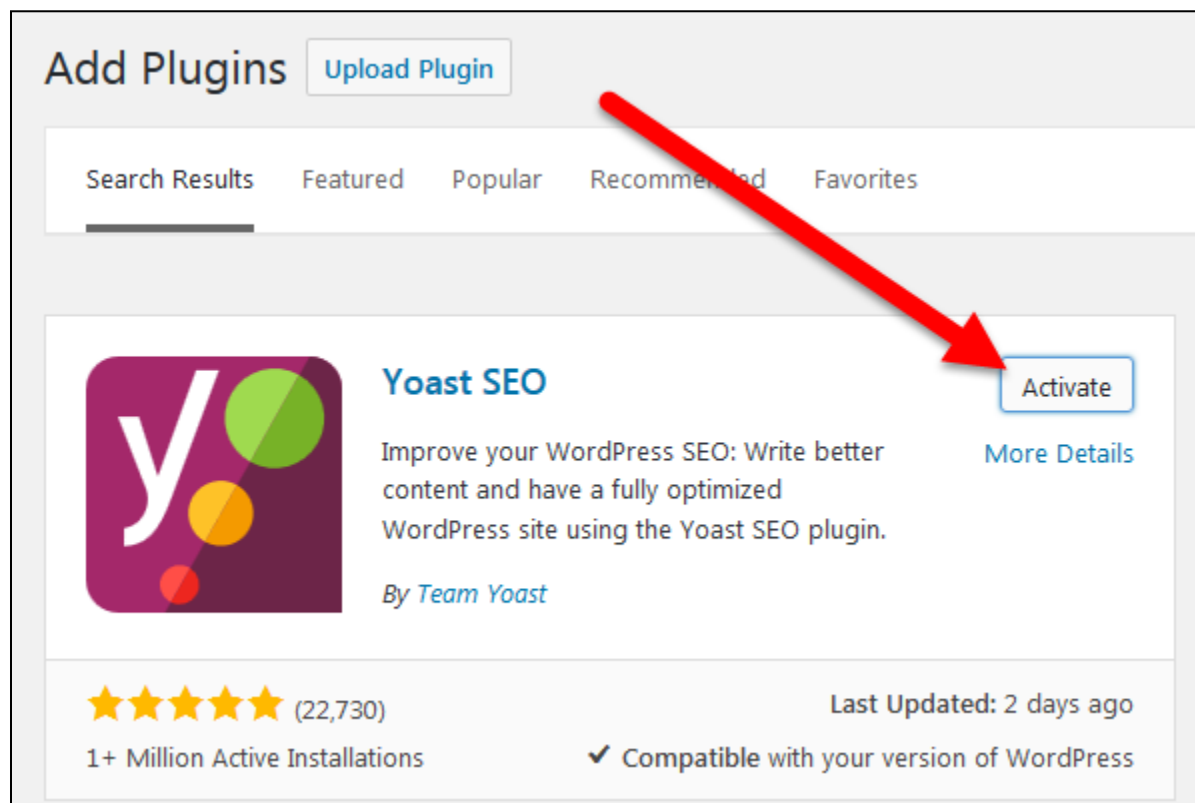 Add Plugins Upload Plugin
Search Results Featured Popular Recommended Favorites
y
Yoast SEO
Activate
Improve your WordPress SEO: Write better
More Details
content and have a fully optimized
WordPress site using the Yoast SEO plugin.
By Team Yoast
(22,730)
Last Updated: 2 days ago
1+ Million Active Installations
✔ Compatible with your version of WordPress